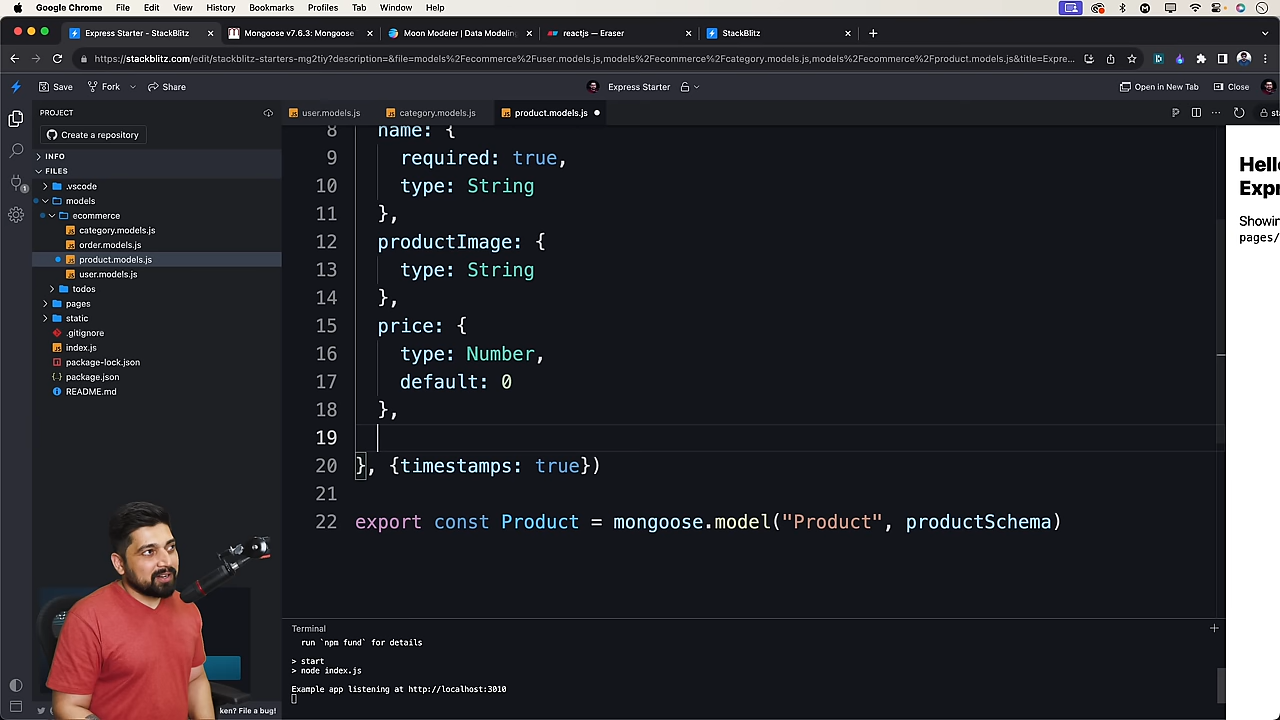 Google Chrome File Edit View History Bookmarks Profiles Tab Window Help
Express Starter - StackBlitz
Mongoose v7.6.3: Mongoose
Moon Modeler | Data Modeling
reactjs — Eraser
StackBlitz
https://stackblitz.com/edit/stackblitz-starters-mg2tiy?description=&file=models%2Fecommerce%2Fuser.models.js,models%2Fecommerce%2Fcategory.models.js,models%2Fecommerce%2Fproduct.models.js&title=Expre...
Save Fork Share Express Starter Open in New Tab Close
PROJECT
Create a repository
INFO
FILES
.vscode
models
ecommerce
category.models.js
order.models.js
product.models.js
user.models.js
todos
pages
static
.gitignore
index.js
package-lock.json
package.json
README.md
user.models.js category.models.js product.models.js
8 name: {
9 required: true,
10 type: String
11 },
12 productImage: {
13 type: String
14 },
15 price: {
16 type: Number,
17 default: 0
18 },
19
20 }, {timestamps: true})
21
22 export const Product = mongoose.model("Product", productSchema)
Hell
Expr
Showin
pages/
Terminal
run `npm fund` for details
> start
> node index.js
Example app listening at http://localhost:3010
ken? File a bug!